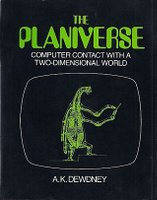 THE
PLANIVERSE
COMPUTER CONTACT WITH A
TWO-DIMENSIONAL WORLD
A.K. DEWDNEY